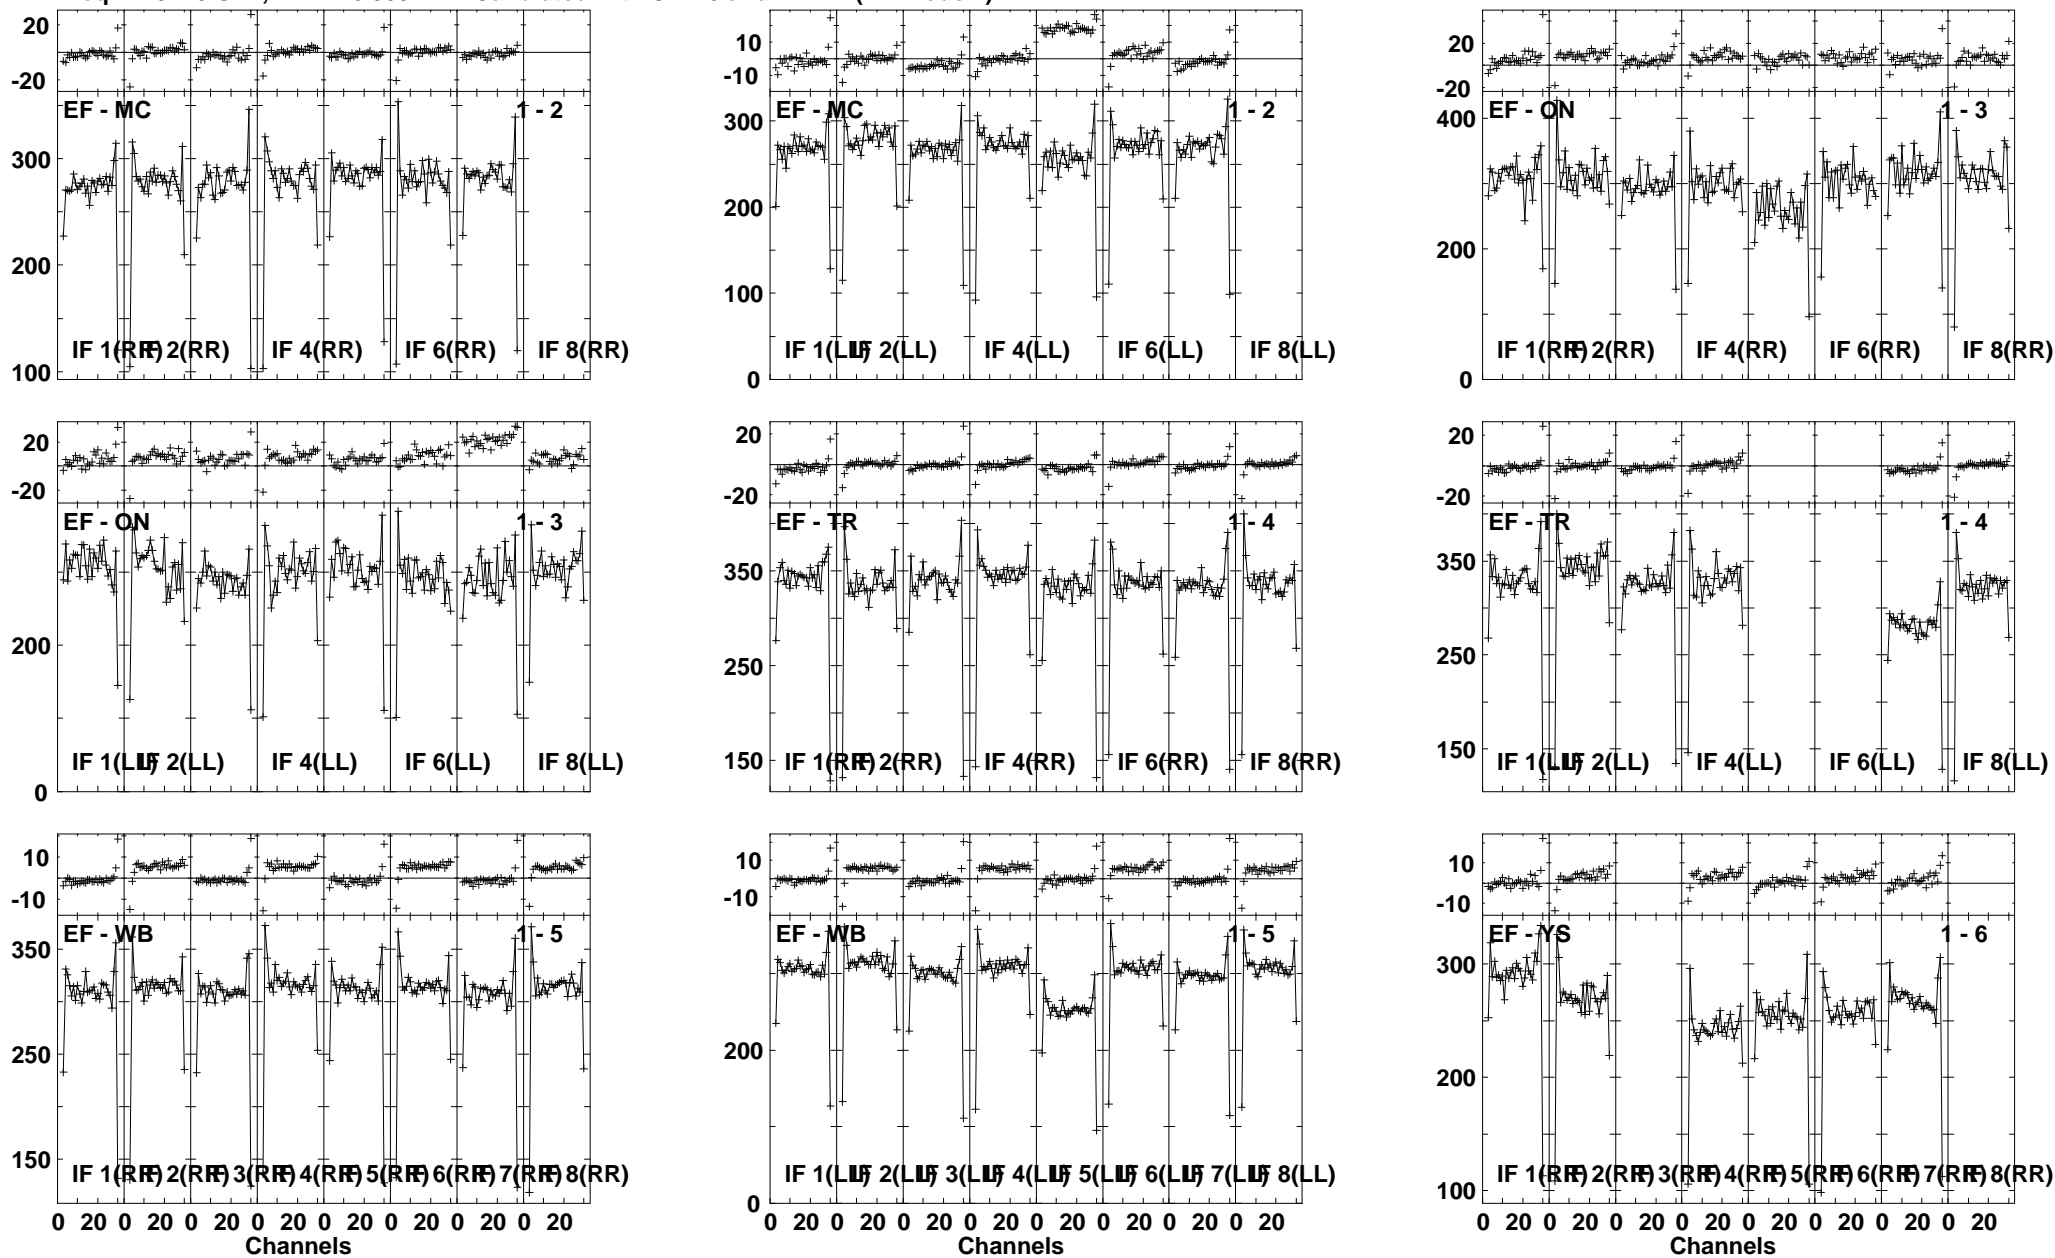 20
-20
EF - MC 1 - 2
300
200
100
IF 1(RR) IF 2(RR) IF 4(RR) IF 6(RR) IF 8(RR)
10
-10
EF - MC 1 - 2
300
200
100
0
IF 1(LL) IF 2(LL) IF 4(LL) IF 6(LL) IF 8(LL)
20
-20
EF - ON 1 - 3
400
200
0
IF 1(RR) IF 2(RR) IF 4(RR) IF 6(RR) IF 8(RR)
20
-20
EF - ON 1 - 3
200
0
IF 1(LL) IF 2(LL) IF 4(LL) IF 6(LL) IF 8(LL)
20
-20
EF - TR 1 - 4
350
250
150
IF 1(RR) IF 2(RR) IF 4(RR) IF 6(RR) IF 8(RR)
20
-20
EF - TR 1 - 4
350
250
150
IF 1(LL) IF 2(LL) IF 4(LL) IF 6(LL) IF 8(LL)
10
-10
EF - WB 1 - 5
350
250
150
IF 1(RR) IF 2(RR) IF 3(RR) IF 4(RR) IF 5(RR) IF 6(RR) IF 7(RR) IF 8(RR)
0 20 0 20 0 20 0 20 0 20 0 20 0 20 0 20
Channels
10
-10
EF - WB 1 - 5
200
0
IF 1(LL) IF 2(LL) IF 3(LL) IF 4(LL) IF 5(LL) IF 6(LL) IF 7(LL) IF 8(LL)
0 20 0 20 0 20 0 20 0 20 0 20 0 20 0 20
Channels
10
-10
EF - YS 1 - 6
300
200
100
IF 1(RR) IF 2(RR) IF 3(RR) IF 4(RR) IF 5(RR) IF 6(RR) IF 7(RR) IF 8(RR)
0 20 0 20 0 20 0 20 0 20 0 20 0 20 0 20
Channels